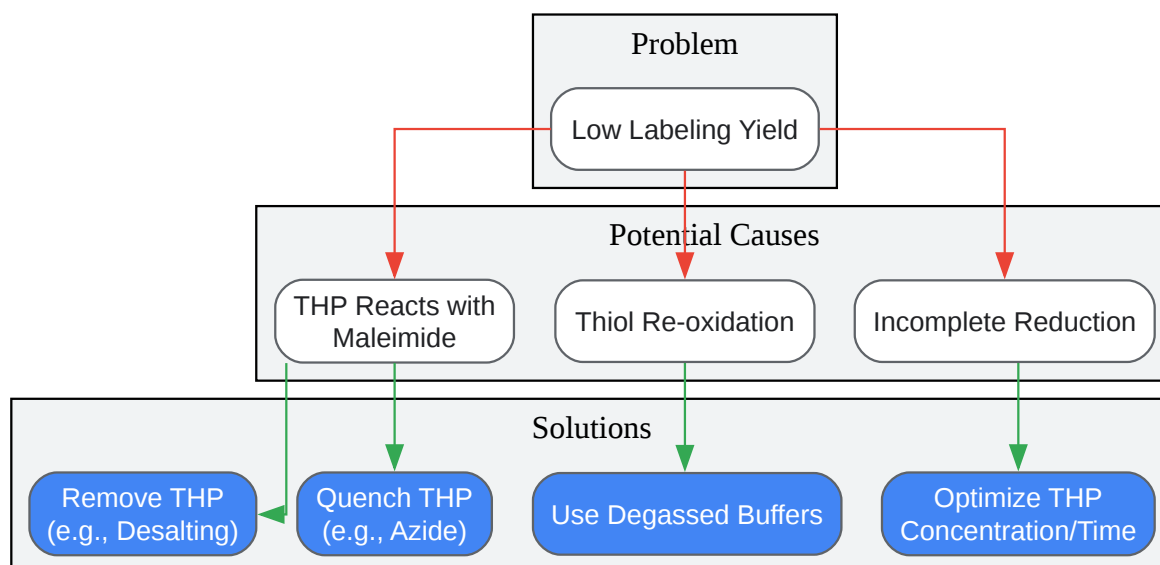 Problem
Low Labeling Yield
Potential Causes
THP Reacts with
Maleimide
Thiol Re-oxidation
Incomplete Reduction
Solutions
Remove THP
(e.g., Desalting)
Quench THP
(e.g., Azide)
Use Degassed Buffers
Optimize THP
Concentration/Time